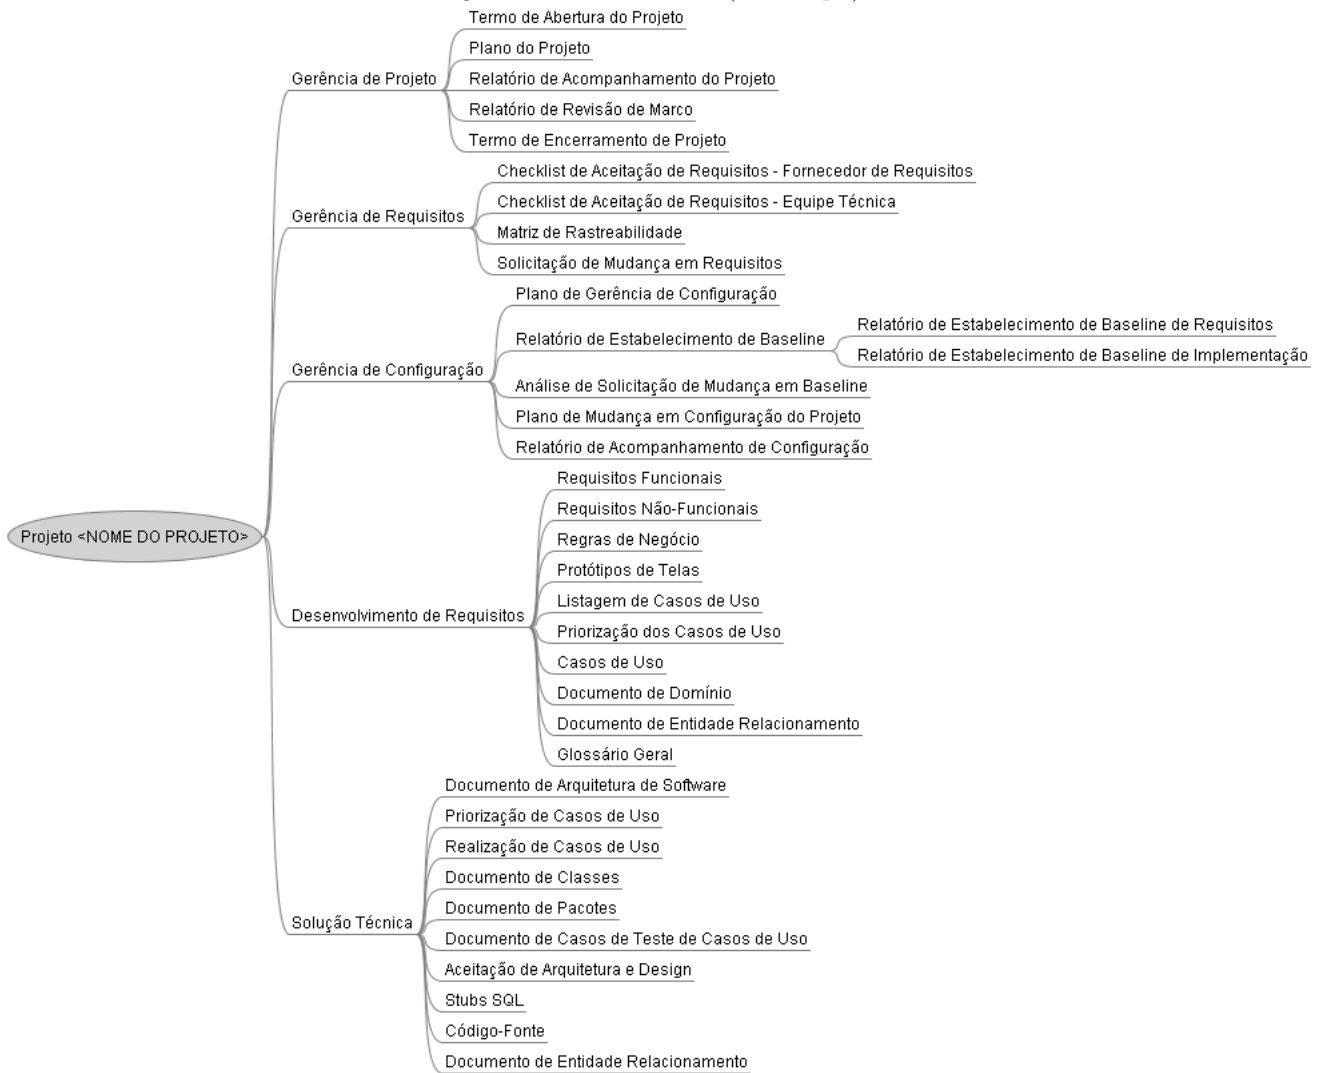 Termo de Abertura do Projeto
Plano do Projeto
Gerência de Projeto
Relatório de Acompanhamento do Projeto
Relatório de Revisão de Marco
Termo de Encerramento de Projeto
Checklist de Aceitação de Requisitos - Fornecedor de Requisitos
Checklist de Aceitação de Requisitos - Equipe Técnica
Gerência de Requisitos
Matriz de Rastreabilidade
Solicitação de Mudança em Requisitos
Plano de Gerência de Configuração
Relatório de Estabelecimento de Baseline
Relatório de Estabelecimento de Baseline de Requisitos
Relatório de Estabelecimento de Baseline de Implementação
Gerência de Configuração
Análise de Solicitação de Mudança em Baseline
Plano de Mudança em Configuração do Projeto
Relatório de Acompanhamento de Configuração
Projeto <NOME DO PROJETO>
Requisitos Funcionais
Requisitos Não-Funcionais
Regras de Negócio
Protótipos de Telas
Listagem de Casos de Uso
Desenvolvimento de Requisitos
Priorização dos Casos de Uso
Casos de Uso
Documento de Domínio
Documento de Entidade Relacionamento
Glossário Geral
Documento de Arquitetura de Software
Priorização de Casos de Uso
Realização de Casos de Uso
Documento de Classes
Documento de Pacotes
Solução Técnica
Documento de Casos de Teste de Casos de Uso
Aceitação de Arquitetura e Design
Stubs SQL
Código-Fonte
Documento de Entidade Relacionamento